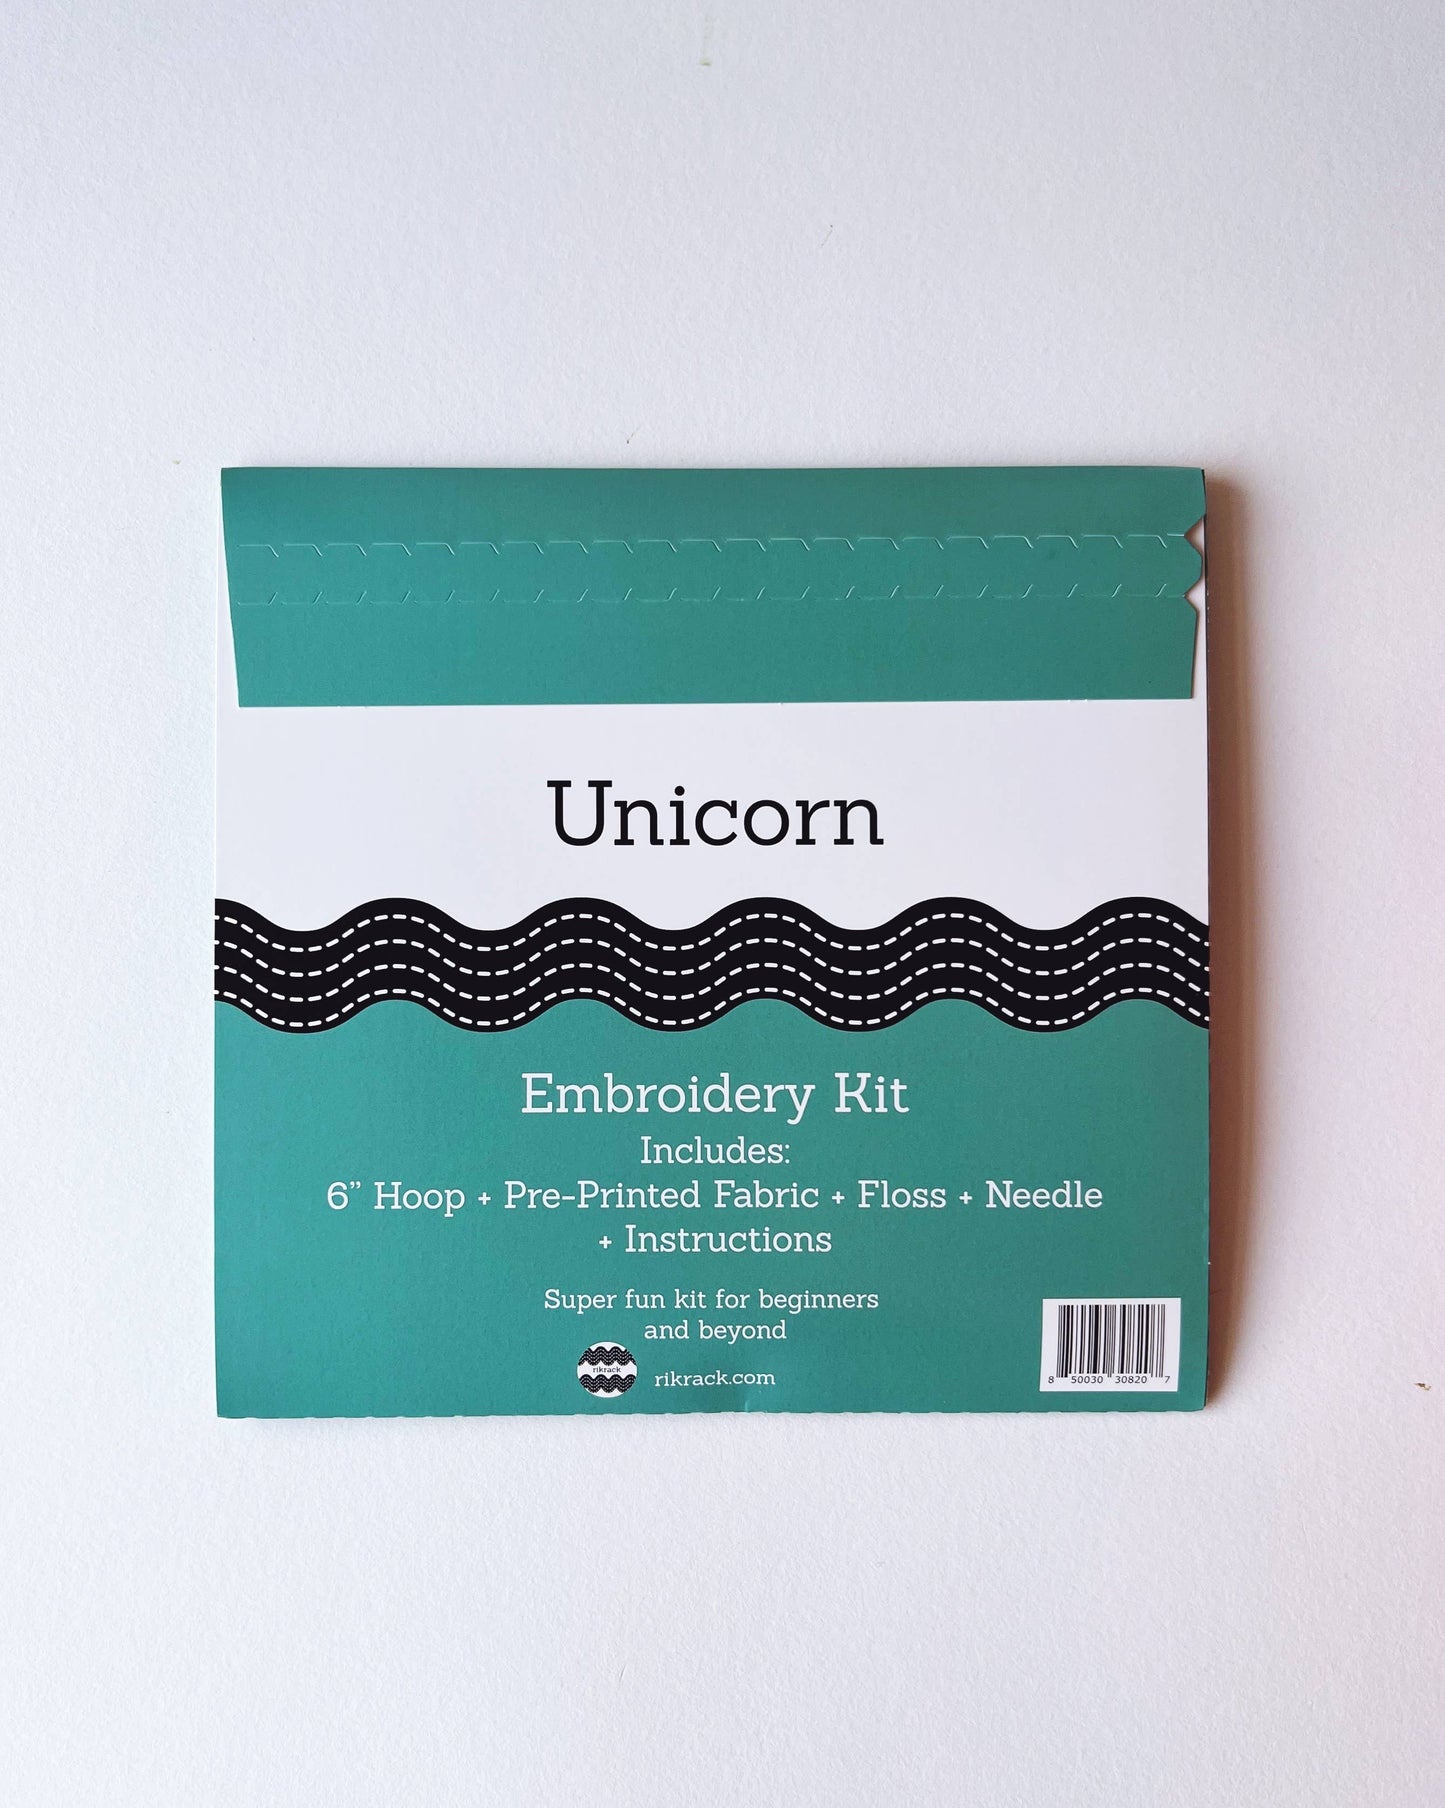 Unicorn
Embroidery Kit
Includes:
6” Hoop + Pre-Printed Fabric + Floss + Needle
+ Instructions
Super fun kit for beginners
and beyond
rikrack
rikrack.com
8 50030 30820 7